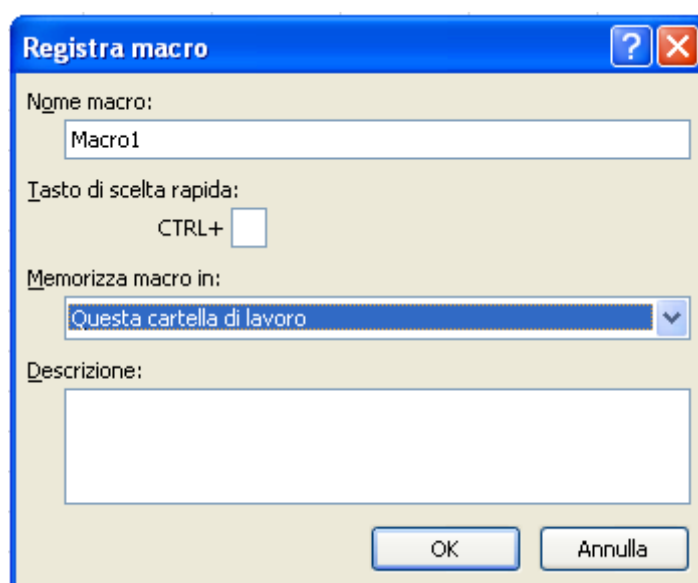 Registra macro
Nome macro:
Macro1
Tasto di scelta rapida:
CTRL+
Memorizza macro in:
Questa cartella di lavoro
Descrizione:
OK Annulla